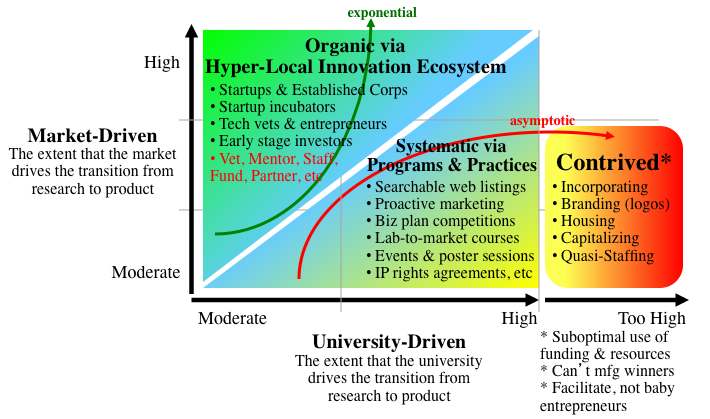 exponential
High
Organic via
Hyper-Local Innovation Ecosystem
• Startups & Established Corps
• Startup incubators
• Tech vets & entrepreneurs
• Early stage investors
• Vet, Mentor, Staff,
Fund, Partner, etc
Market-Driven
The extent that the market
drives the transition from
research to product
Moderate
asymptotic
Systematic via
Programs & Practices
• Searchable web listings
• Proactive marketing
• Biz plan competitions
• Lab-to-market courses
• Events & poster sessions
• IP rights agreements, etc
Contrived*
• Incorporating
• Branding (logos)
• Housing
• Capitalizing
• Quasi-Staffing
Moderate
High
Too High
University-Driven
The extent that the university
drives the transition from
research to product
* Suboptimal use of
funding & resources
* Can’t mfg winners
* Facilitate, not baby
entrepreneurs